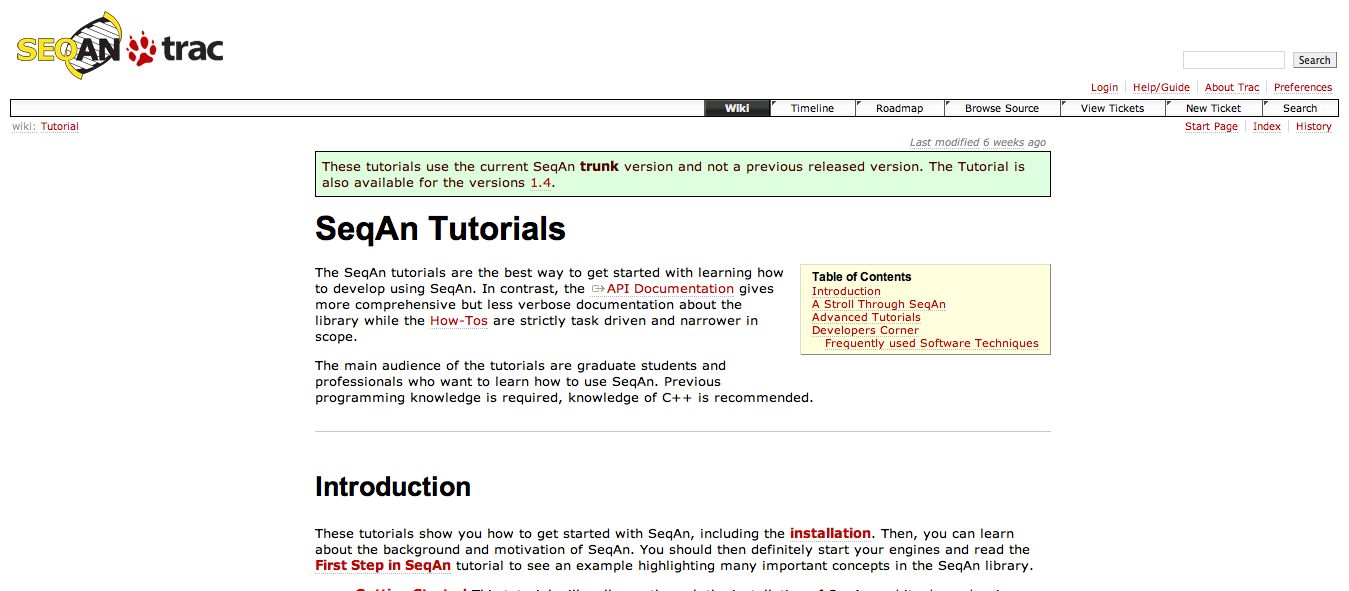 SEQAN trac
Search
Login Help/Guide About Trac Preferences
Wiki Timeline Roadmap Browse Source View Tickets New Ticket Search
wiki: Tutorial
Start Page Index History
Last modified 6 weeks ago
These tutorials use the current SeqAn trunk version and not a previous released version. The Tutorial is
also available for the versions 1.4.
SeqAn Tutorials
The SeqAn tutorials are the best way to get started with learning how
to develop using SeqAn. In contrast, the API Documentation gives
more comprehensive but less verbose documentation about the
library while the How-Tos are strictly task driven and narrower in
scope.
Table of Contents
Introduction
A Stroll Through SeqAn
Advanced Tutorials
Developers Corner
Frequently used Software Techniques
The main audience of the tutorials are graduate students and
professionals who want to learn how to use SeqAn. Previous
programming knowledge is required, knowledge of C++ is recommended.
Introduction
These tutorials show you how to get started with SeqAn, including the installation. Then, you can learn
about the background and motivation of SeqAn. You should then definitely start your engines and read the
First Step in SeqAn tutorial to see an example highlighting many important concepts in the SeqAn library.